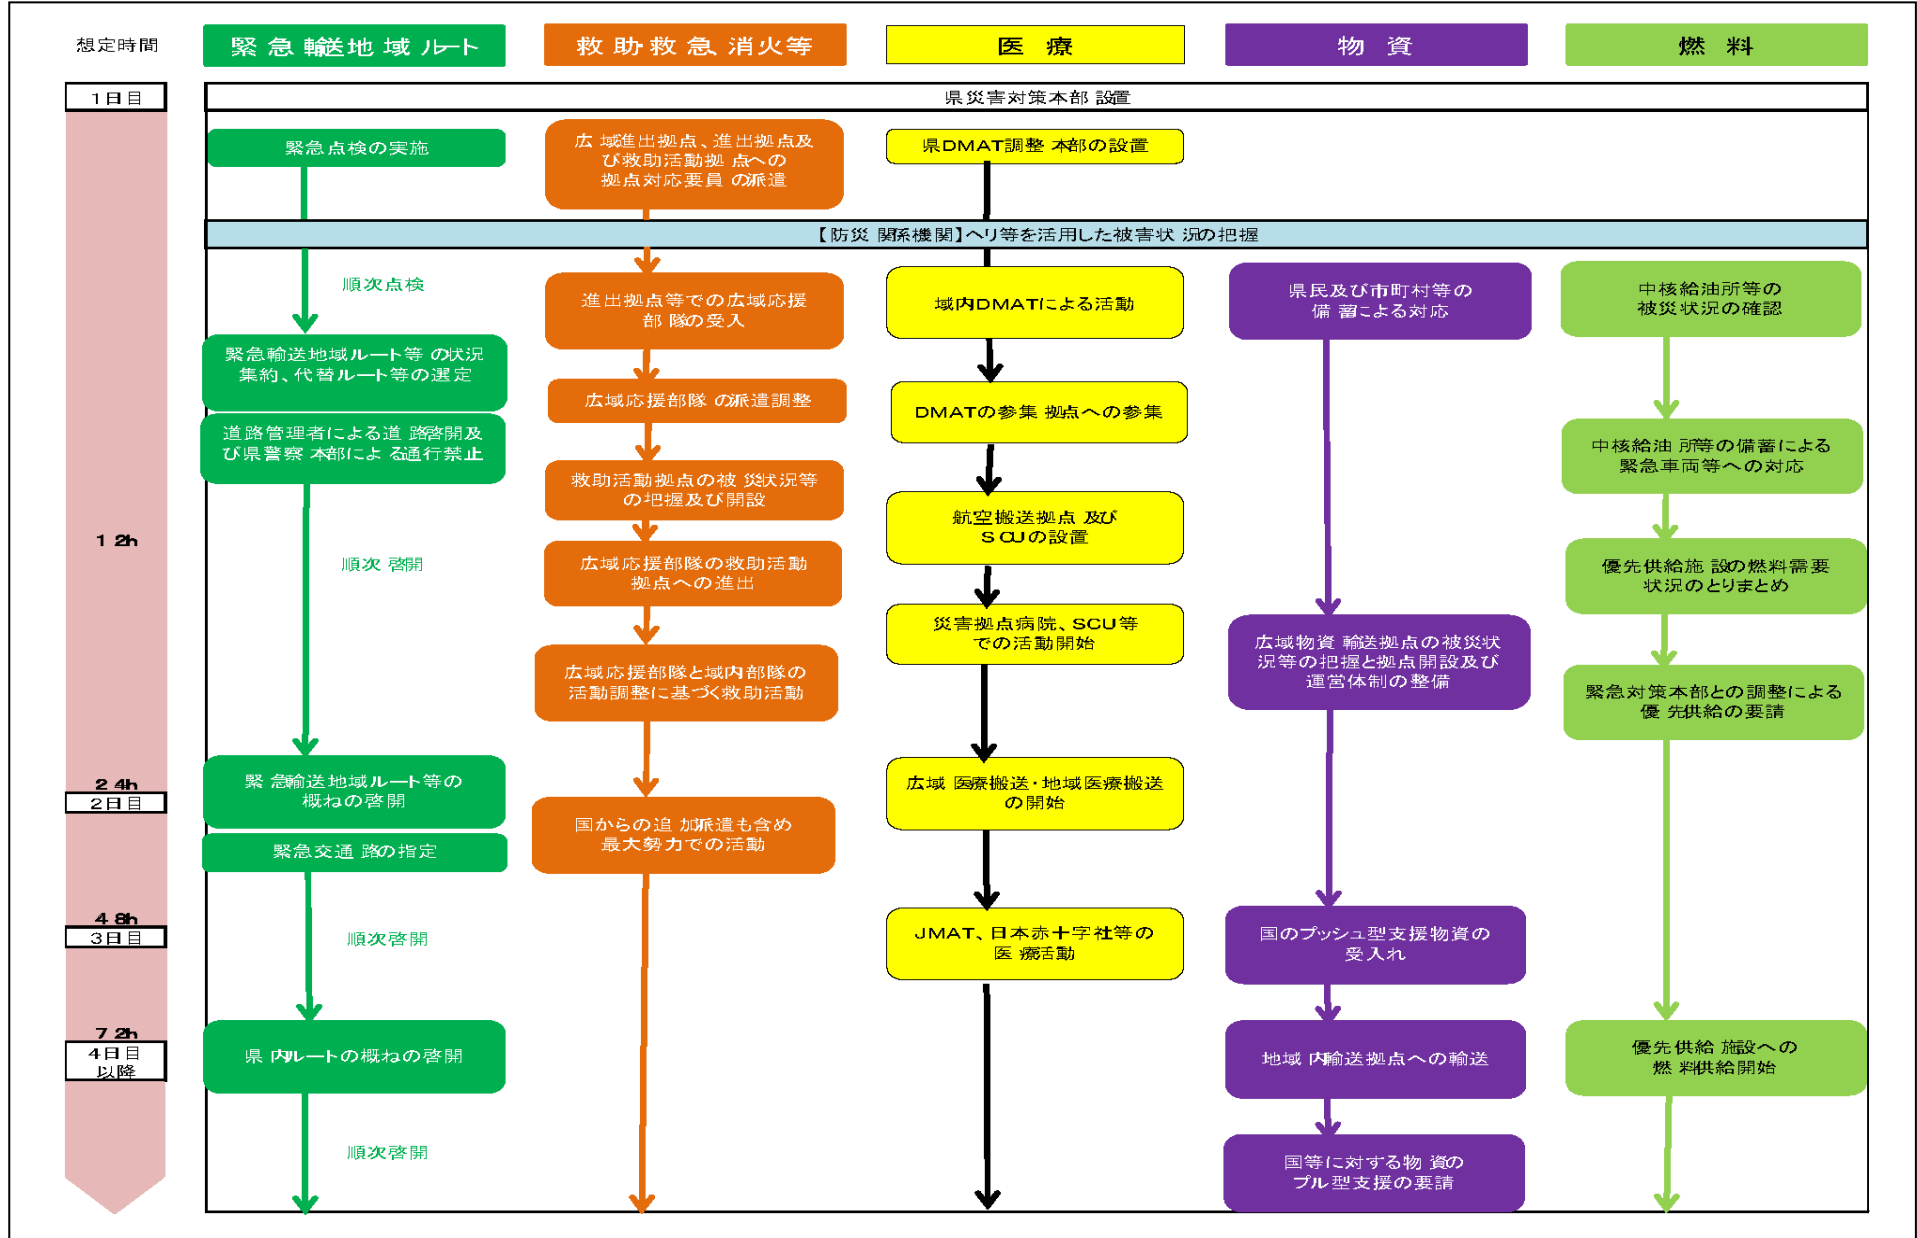 想定時間
緊急輸送地域ルート
救助・救急、消火等
医療
物資
燃料
1日目
県災害対策本部設置
緊急点検の実施
広域進出拠点、進出拠点及
び救助活動拠点への
拠点対応要員の派遣
県DMAT調整本部の設置
【防災関係機関】ヘリ等を活用した被害状況の把握
順次点検
緊急輸送地域ルート等の状況
集約、代替ルート等の選定
道路管理者による道路啓開及
び県警察本部による通行禁止
12h
順次啓開
24h
2日目
緊急輸送地域ルート等の
概ねの啓開
緊急交通路の指定
48h
3日目
順次啓開
72h
4日目
以降
県内ルートの概ねの啓開
順次啓開
進出拠点等での広域応援
部隊の受入
広域応援部隊の派遣調整
救助活動拠点の被災状況等
の把握及び開設
広域応援部隊の救助活動
拠点への進出
広域応援部隊と域内部隊の
活動調整に基づく救助活動
国からの追加派遣も含め
最大勢力での活動
域内DMATによる活動
DMATの参集拠点への参集
航空搬送拠点及び
SCUの設置
災害拠点病院、SCU等
での活動開始
広域医療搬送・地域医療搬送
の開始
JMAT、日本赤十字社等の
医療活動
県民及び市町村等の
備蓄による対応
広域物資輸送拠点の被災状
況等の把握と拠点開設及び
運営体制の整備
国のプッシュ型支援物資の
受入れ
地域内輸送拠点への輸送
国等に対する物資の
プル型支援の要請
中核給油所等の
被災状況の確認
中核給油所等の備蓄による
緊急車両等への対応
優先供給施設の燃料需要
状況のとりまとめ
緊急対策本部との調整による
優先供給の要請
優先供給施設への
燃料供給開始